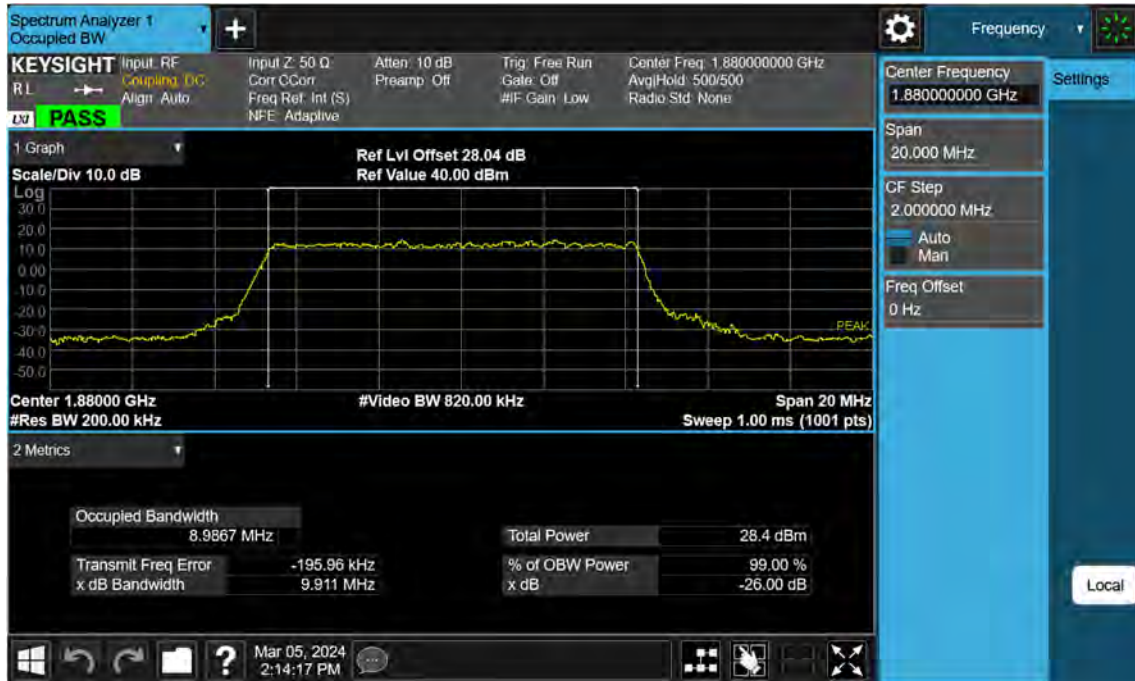 Spectrum Analyzer 1
Occupied BW
+
Frequency
KEYSIGHT
RL
LXI
PASS
Input: RF
Coupling: DC
Align: Auto
Input Z: 50 Ω
Corr CCorr
Freq Ref: Int (S)
NFE: Adaptive
Atten: 10 dB
Preamp: Off
Trig: Free Run
Gate: Off
#IF Gain: Low
Center Freq: 1.880000000 GHz
Avg|Hold: 500/500
Radio Std: None
Center Frequency
1.880000000 GHz
Settings
Span
20.000 MHz
CF Step
2.000000 MHz
Auto
Man
Freq Offset
0 Hz
1 Graph
Scale/Div 10.0 dB
Ref Lvl Offset 28.04 dB
Ref Value 40.00 dBm
Log
30.0
20.0
10.0
0.00
-10.0
-20.0
-30.0
-40.0
-50.0
PEAK
Center 1.88000 GHz
#Video BW 820.00 kHz
Span 20 MHz
#Res BW 200.00 kHz
Sweep 1.00 ms (1001 pts)
2 Metrics
Occupied Bandwidth
8.9867 MHz
Total Power 28.4 dBm
Transmit Freq Error -195.96 kHz
% of OBW Power 99.00 %
x dB Bandwidth 9.911 MHz
x dB -26.00 dB
Local
?
Mar 05, 2024
2:14:17 PM